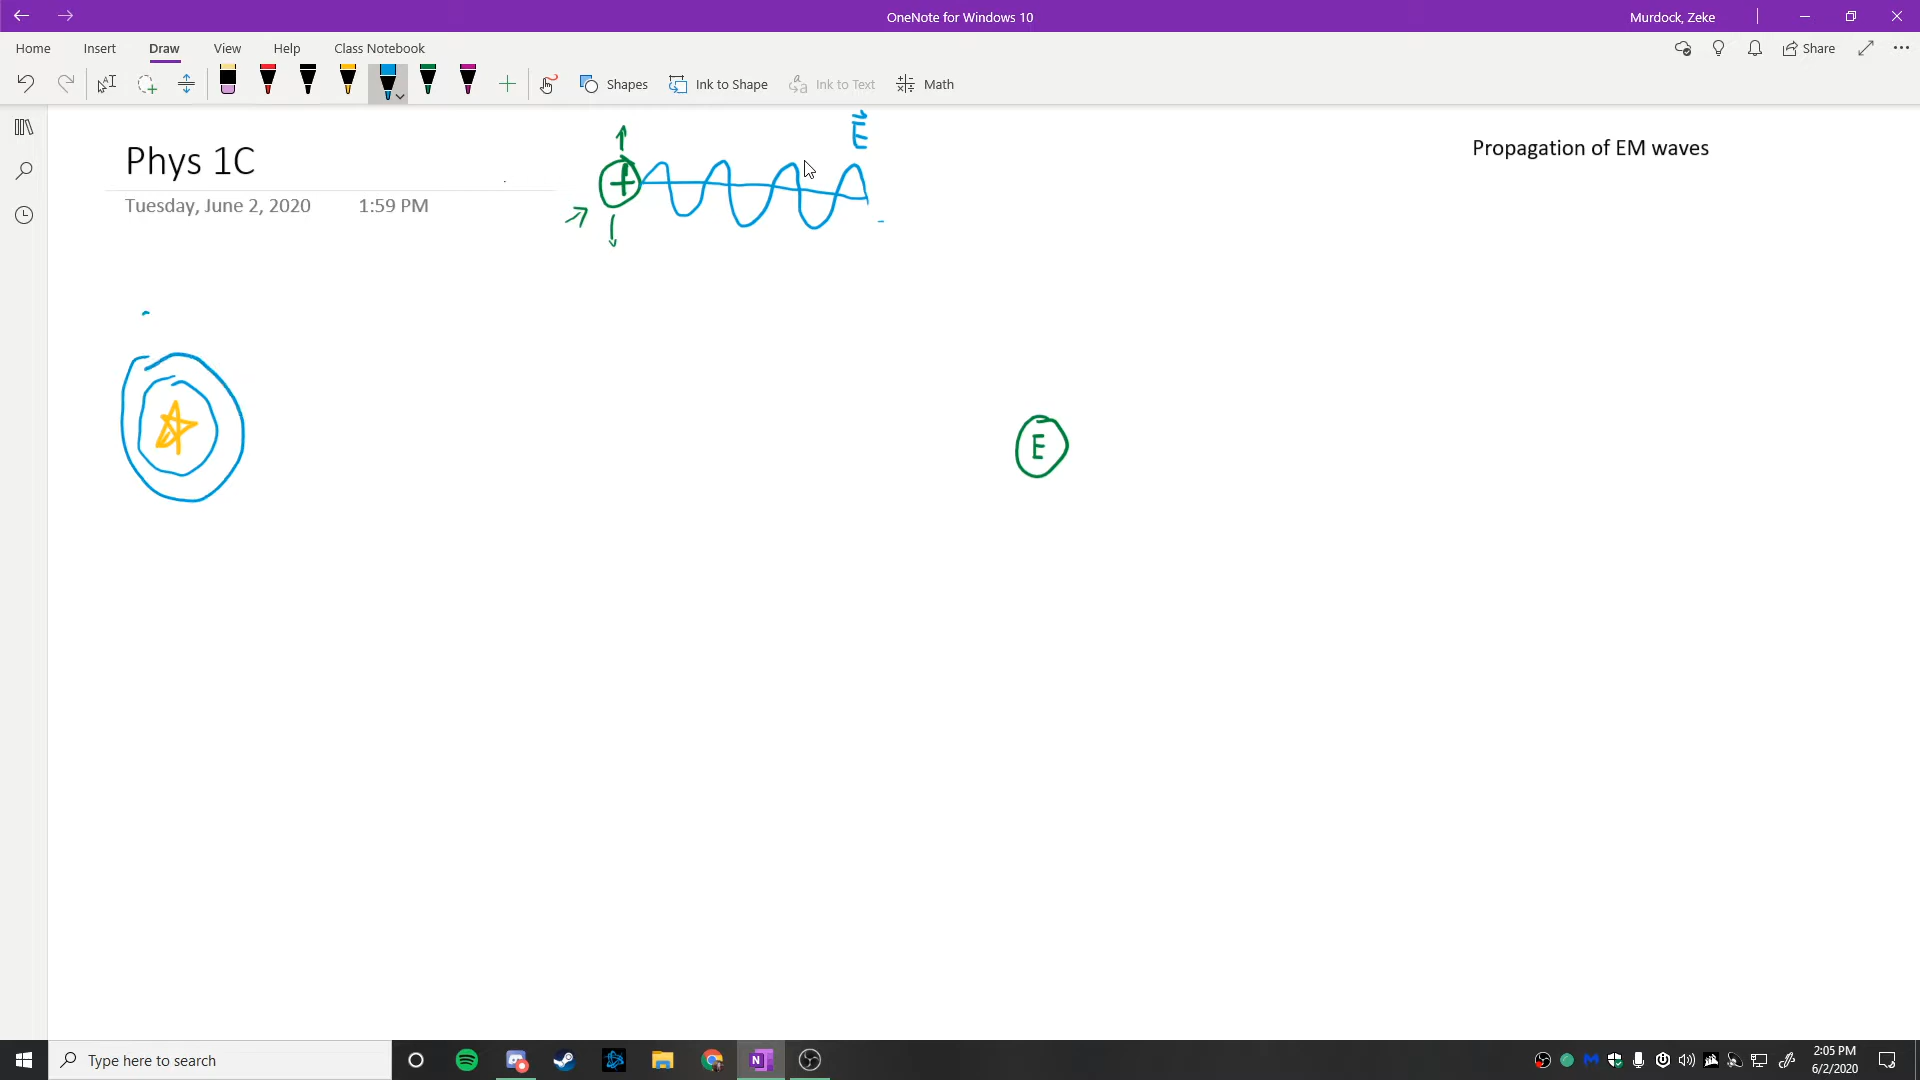 OneNote for Windows 10
Murdock, Zeke
Home Insert Draw View Help Class Notebook
Share
Shapes
Ink to Shape
Ink to Text
Math
Phys 1C
Tuesday, June 2, 2020 1:59 PM
+
E
Propagation of EM waves
E
Type here to search
2:05 PM
6/2/2020